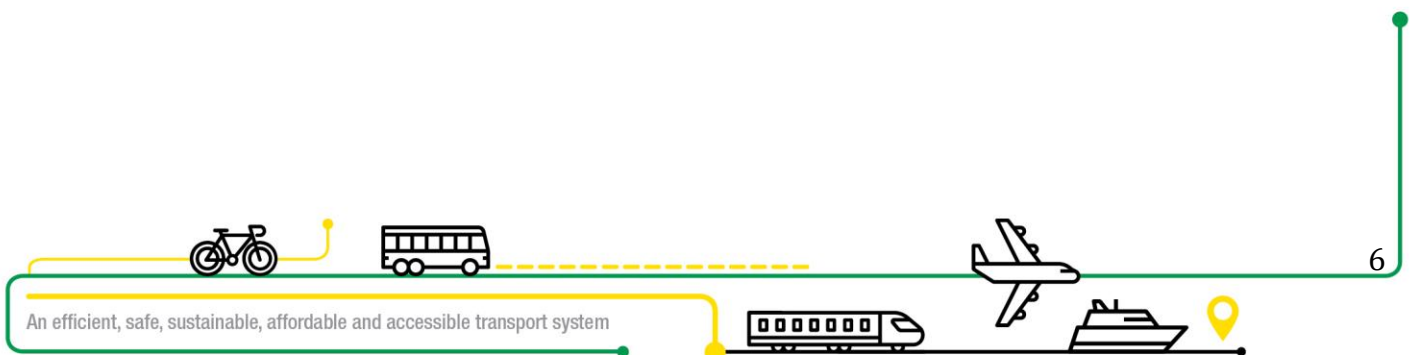 6
An efficient, safe, sustainable, affordable and accessible transport system